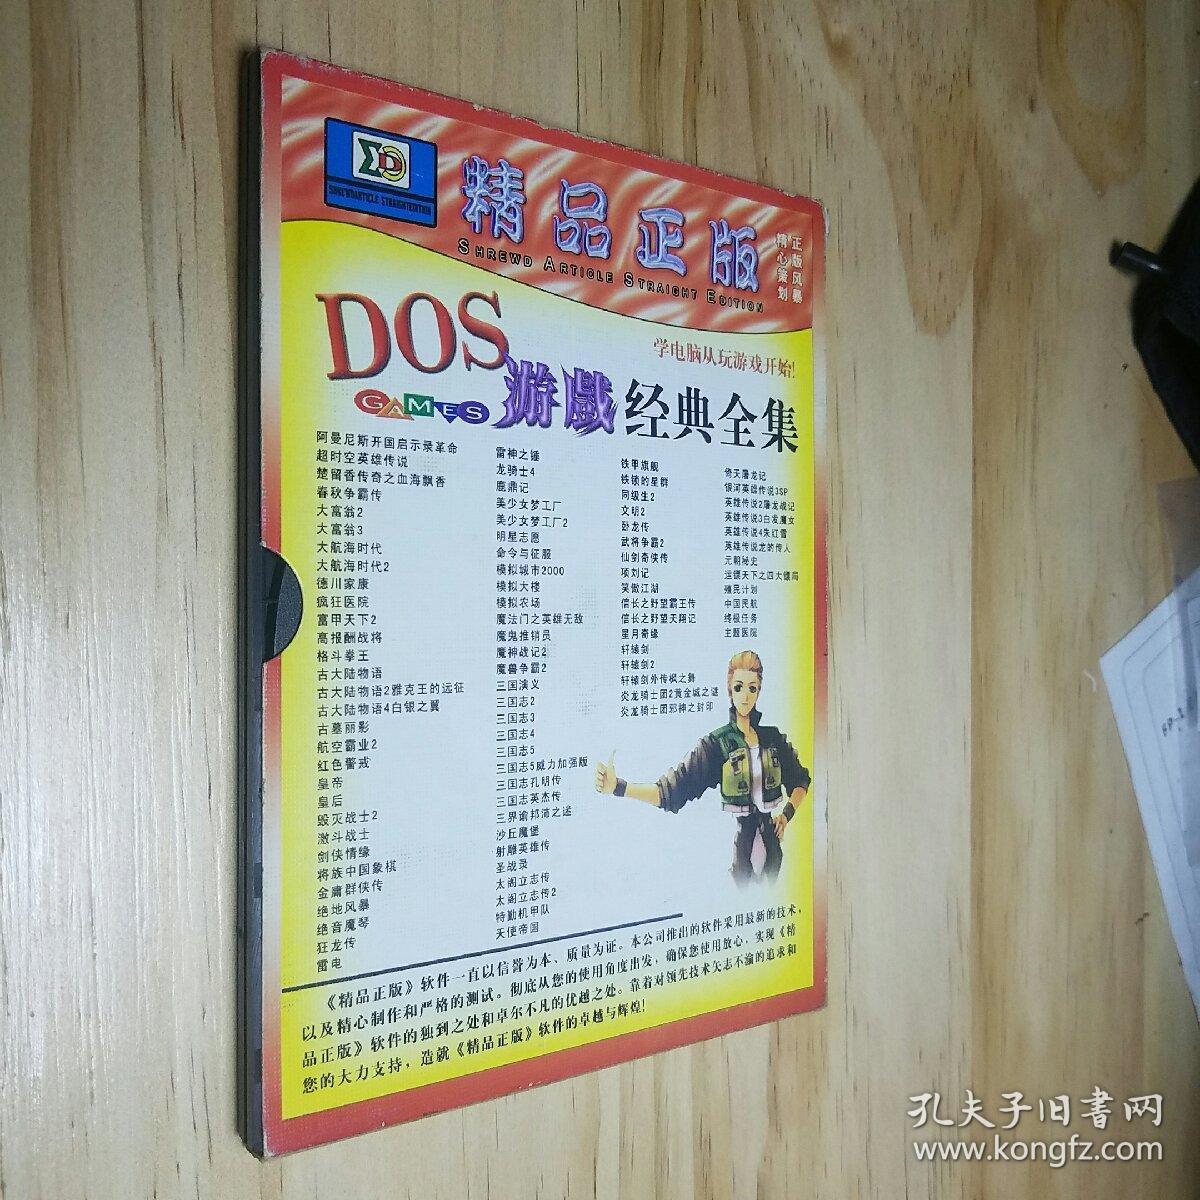 SHREWDARTICLE STRAIGHTEDITION
精品正版
SHREWD ARTICLE STRAIGHT EDITION
正版风暴
精心策划
DOS
学电脑从玩游戏开始!
GAMES
游戲
经典全集
阿曼尼斯开国启示录革命
超时空英雄传说
楚留香传奇之血海飘香
春秋争霸传
大富翁2
大富翁3
大航海时代
大航海时代2
德川家康
疯狂医院
富甲天下2
高报酬战将
格斗拳王
古大陆物语
古大陆物语2雅克王的远征
古大陆物语4白银之翼
古墓丽影
航空霸业2
红色警戒
皇帝
皇后
毁灭战士2
激斗战士
剑侠情缘
将族中国象棋
金庸群侠传
绝地风暴
绝音魔琴
狂龙传
雷电
雷神之锤
龙骑士4
鹿鼎记
美少女梦工厂
美少女梦工厂2
明星志愿
命令与征服
模拟城市2000
模拟大楼
模拟农场
魔法门之英雄无敌
魔鬼推销员
魔神战记2
魔兽争霸2
三国演义
三国志2
三国志3
三国志4
三国志5
三国志5威力加强版
三国志孔明传
三国志英杰传
三界谕邦沛之迷
沙丘魔堡
射雕英雄传
圣战录
太阁立志传
太阁立志传2
特勤机甲队
天使帝国
铁甲旗舰
铁锁的星群
同级生2
文明2
卧龙传
武将争霸2
仙剑奇侠传
项刘记
笑傲江湖
信长之野望霸王传
信长之野望天翔记
星月奇缘
轩辕剑
轩辕剑2
轩辕剑外传枫之舞
炎龙骑士团2黄金城之谜
炎龙骑士团邪神之封印
倚天屠龙记
银河英雄传说3SP
英雄传说2屠龙战记
英雄传说3白发魔女
英雄传说4朱红雪
英雄传说龙的传人
元朝秘史
运镖天下之四大镖局
殖民计划
中国民航
终极任务
主题医院
《精品正版》软件一直以信誉为本、质量为证。本公司推出的软件采用最新的技术,
以及精心制作和严格的测试。彻底从您的使用角度出发,确保您使用放心,实现《精
品正版》软件的独到之处和卓尔不凡的优越之处。靠着对领先技术矢志不渝的追求和
您的大力支持,造就《精品正版》软件的卓越与辉煌!
孔夫子旧书网
www.kongfz.com